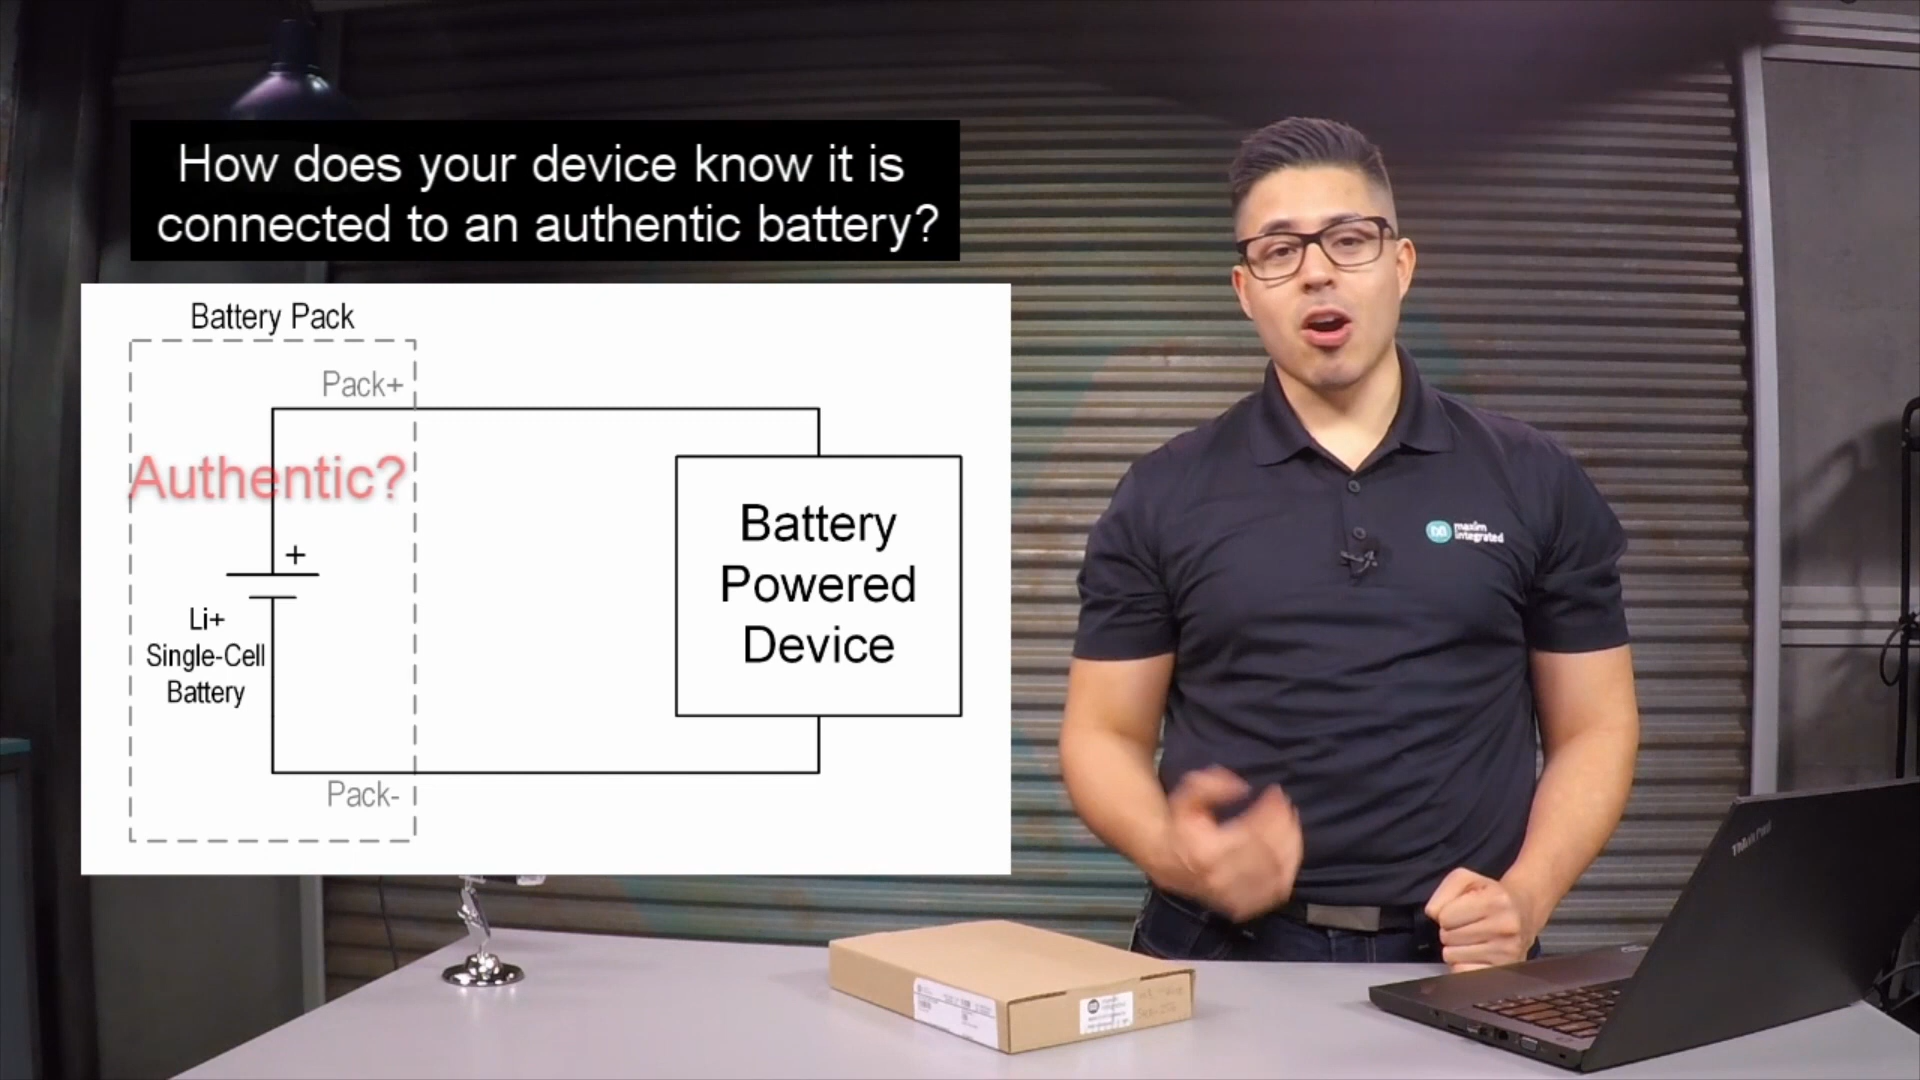 How does your device know it is
connected to an authentic battery?
Battery Pack
Pack+
Authentic?
+
Li+
Single-Cell
Battery
Pack-
Battery
Powered
Device
maxim
integrated
ThinkPad